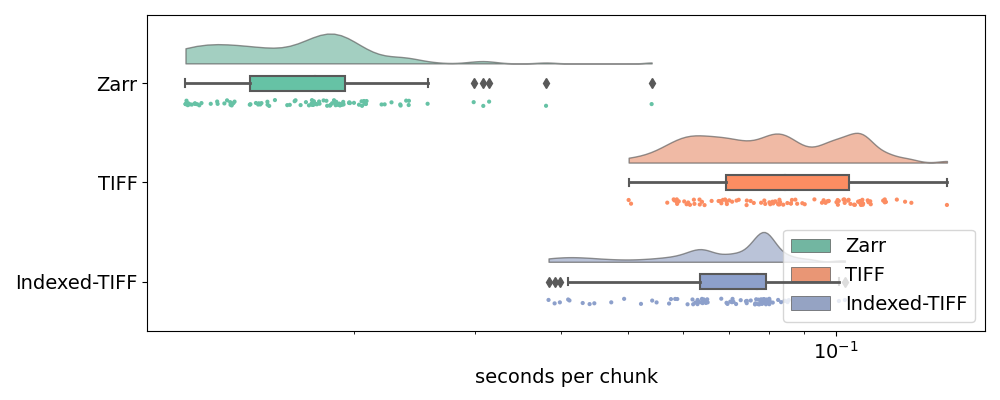 Zarr
TIFF
Indexed-TIFF
Zarr
TIFF
Indexed-TIFF
10⁻¹
seconds per chunk